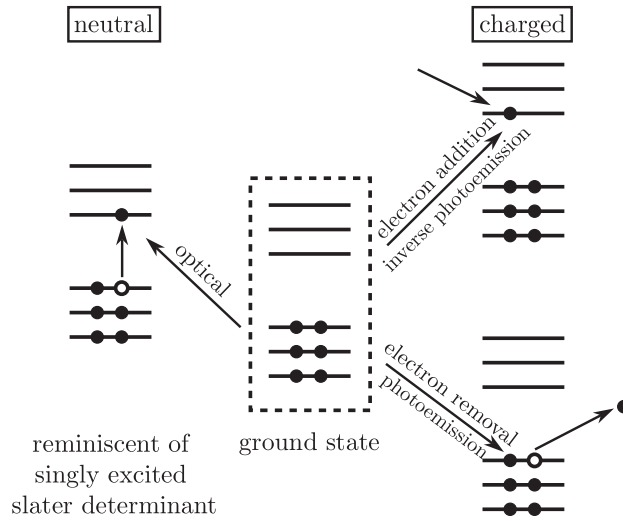 neutral
charged
electron addition
inverse photoemission
optical
electron removal
photoemission
ground state
reminiscent of
singly excited
slater determinant